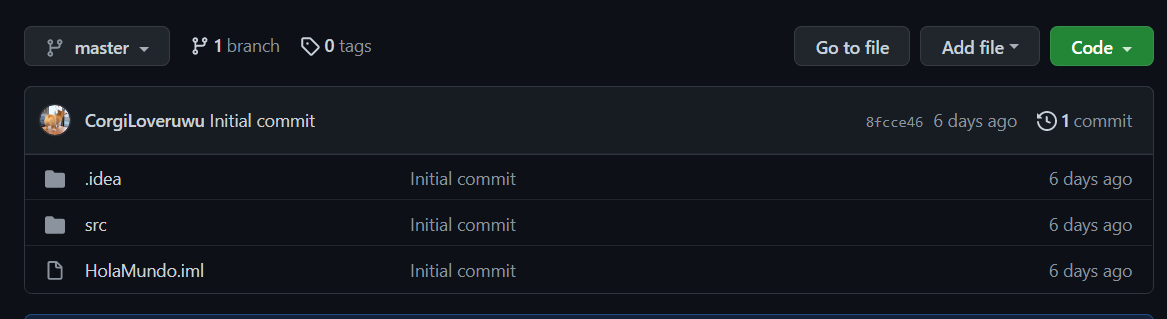 master 1 branch 0 tags Go to file Add file Code
CorgiLoveruwu Initial commit 8fcce46 6 days ago 1 commit
.idea Initial commit 6 days ago
src Initial commit 6 days ago
HolaMundo.iml Initial commit 6 days ago